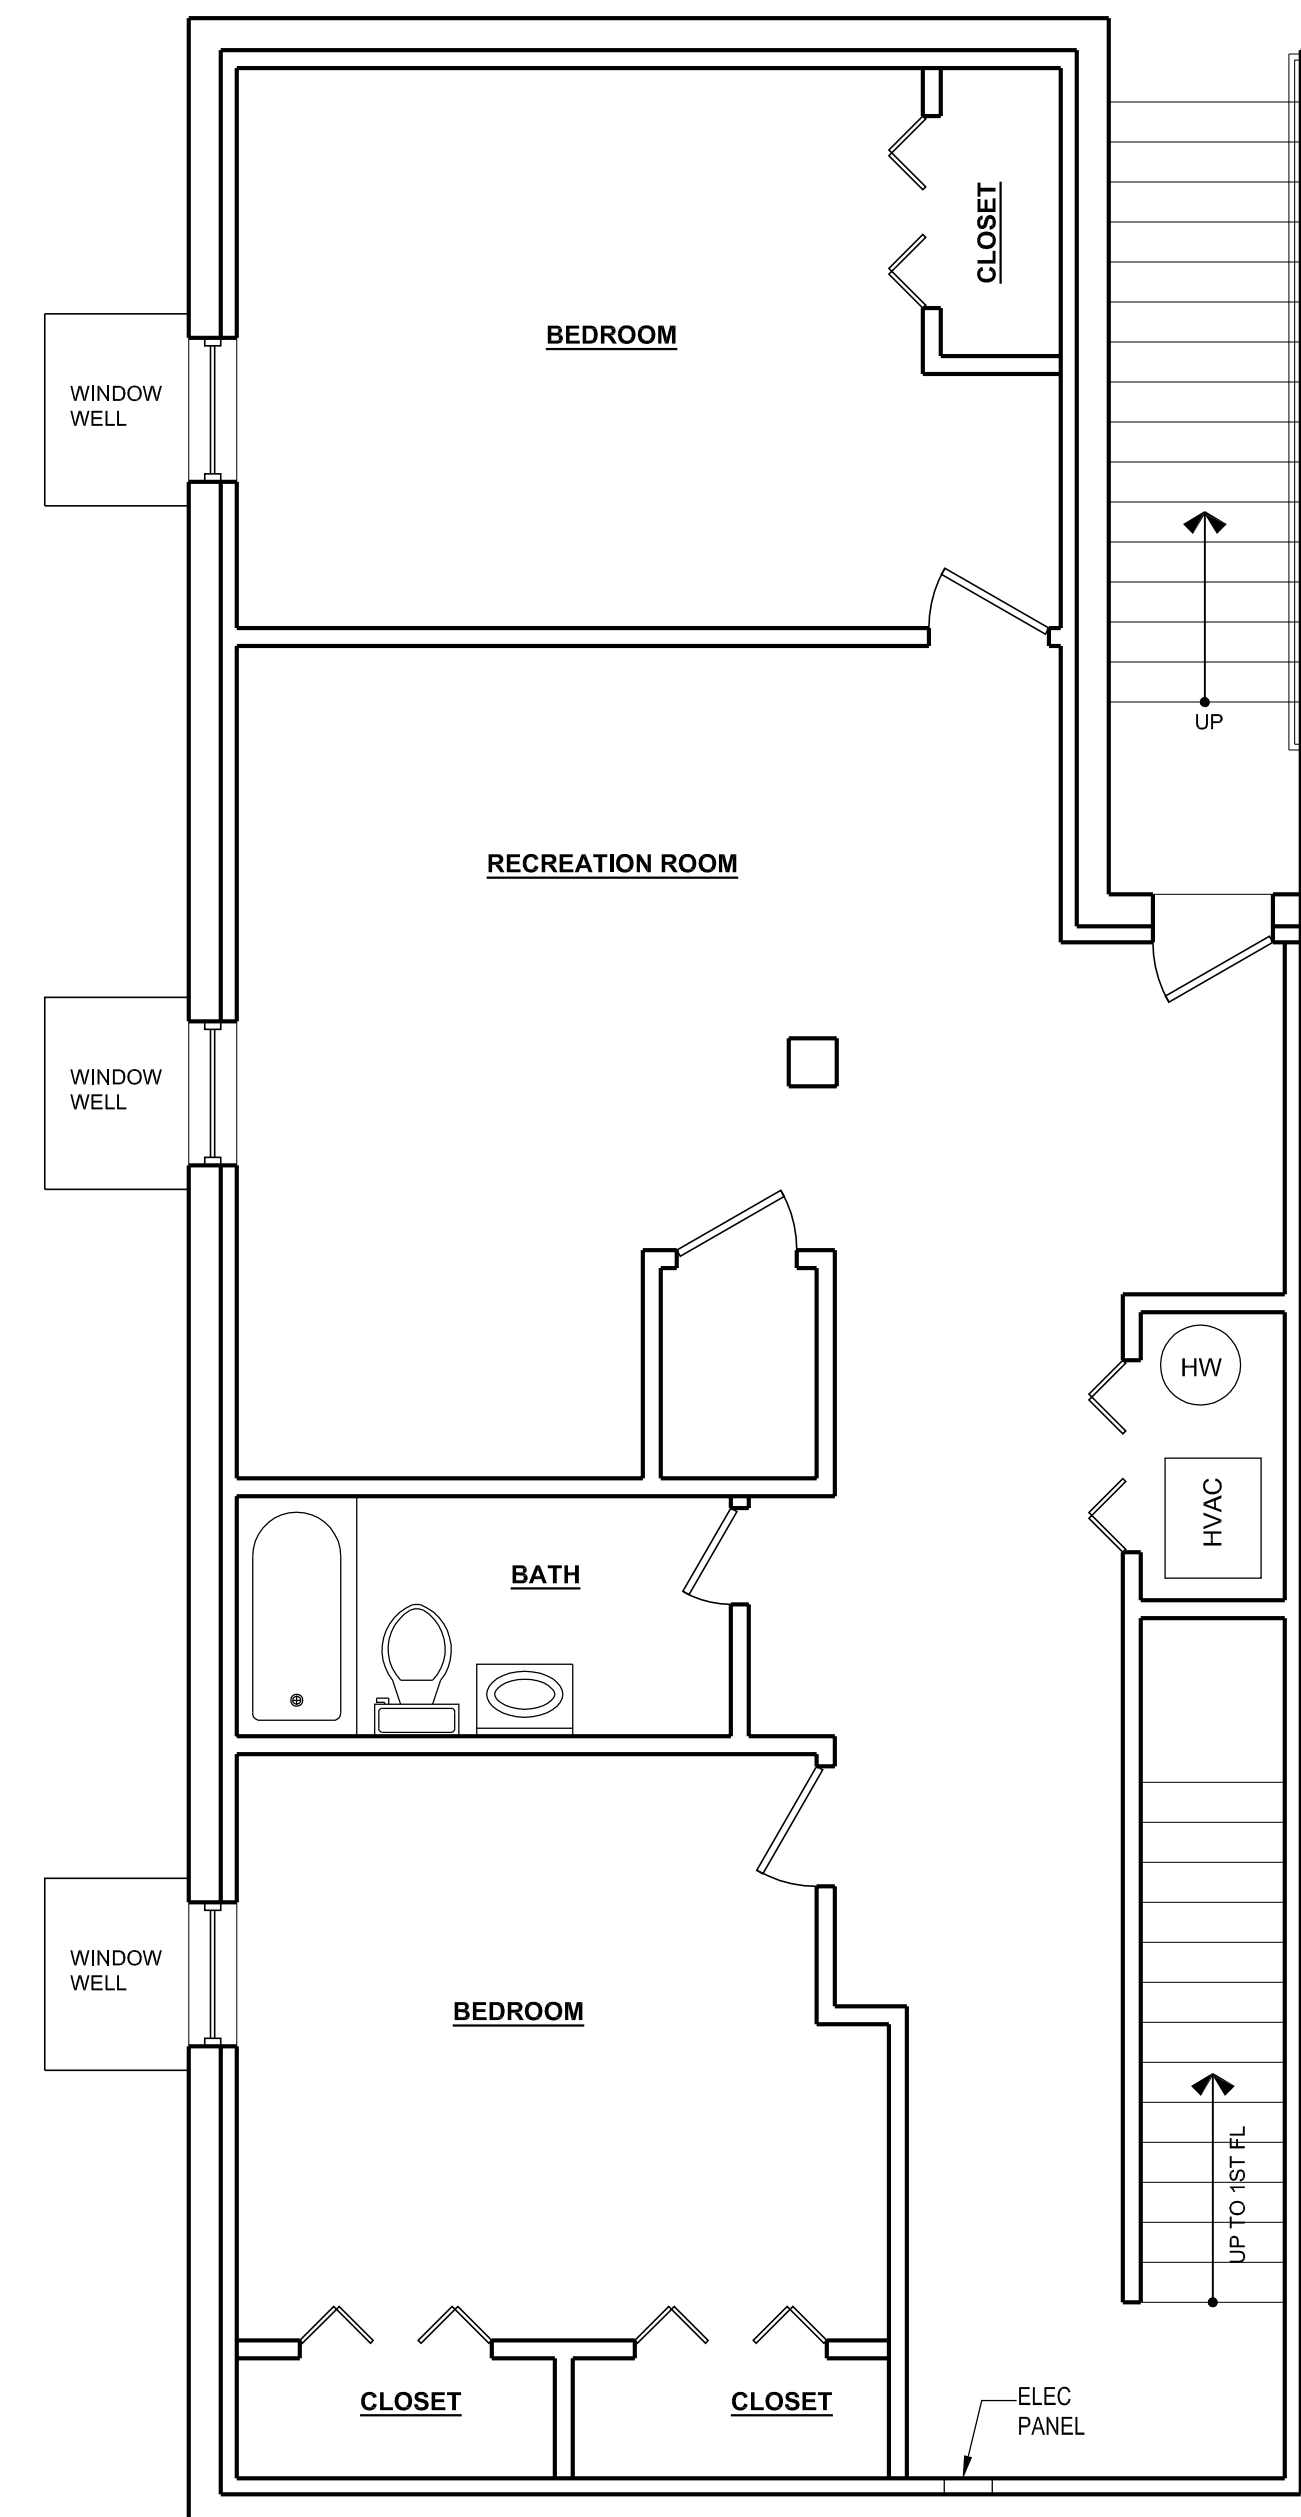 CLOSET
BEDROOM
WINDOW
WELL
UP
RECREATION ROOM
WINDOW
WELL
HW
HVAC
BATH
WINDOW
WELL
BEDROOM
UP TO 1ST FL
CLOSET
CLOSET
ELEC
PANEL